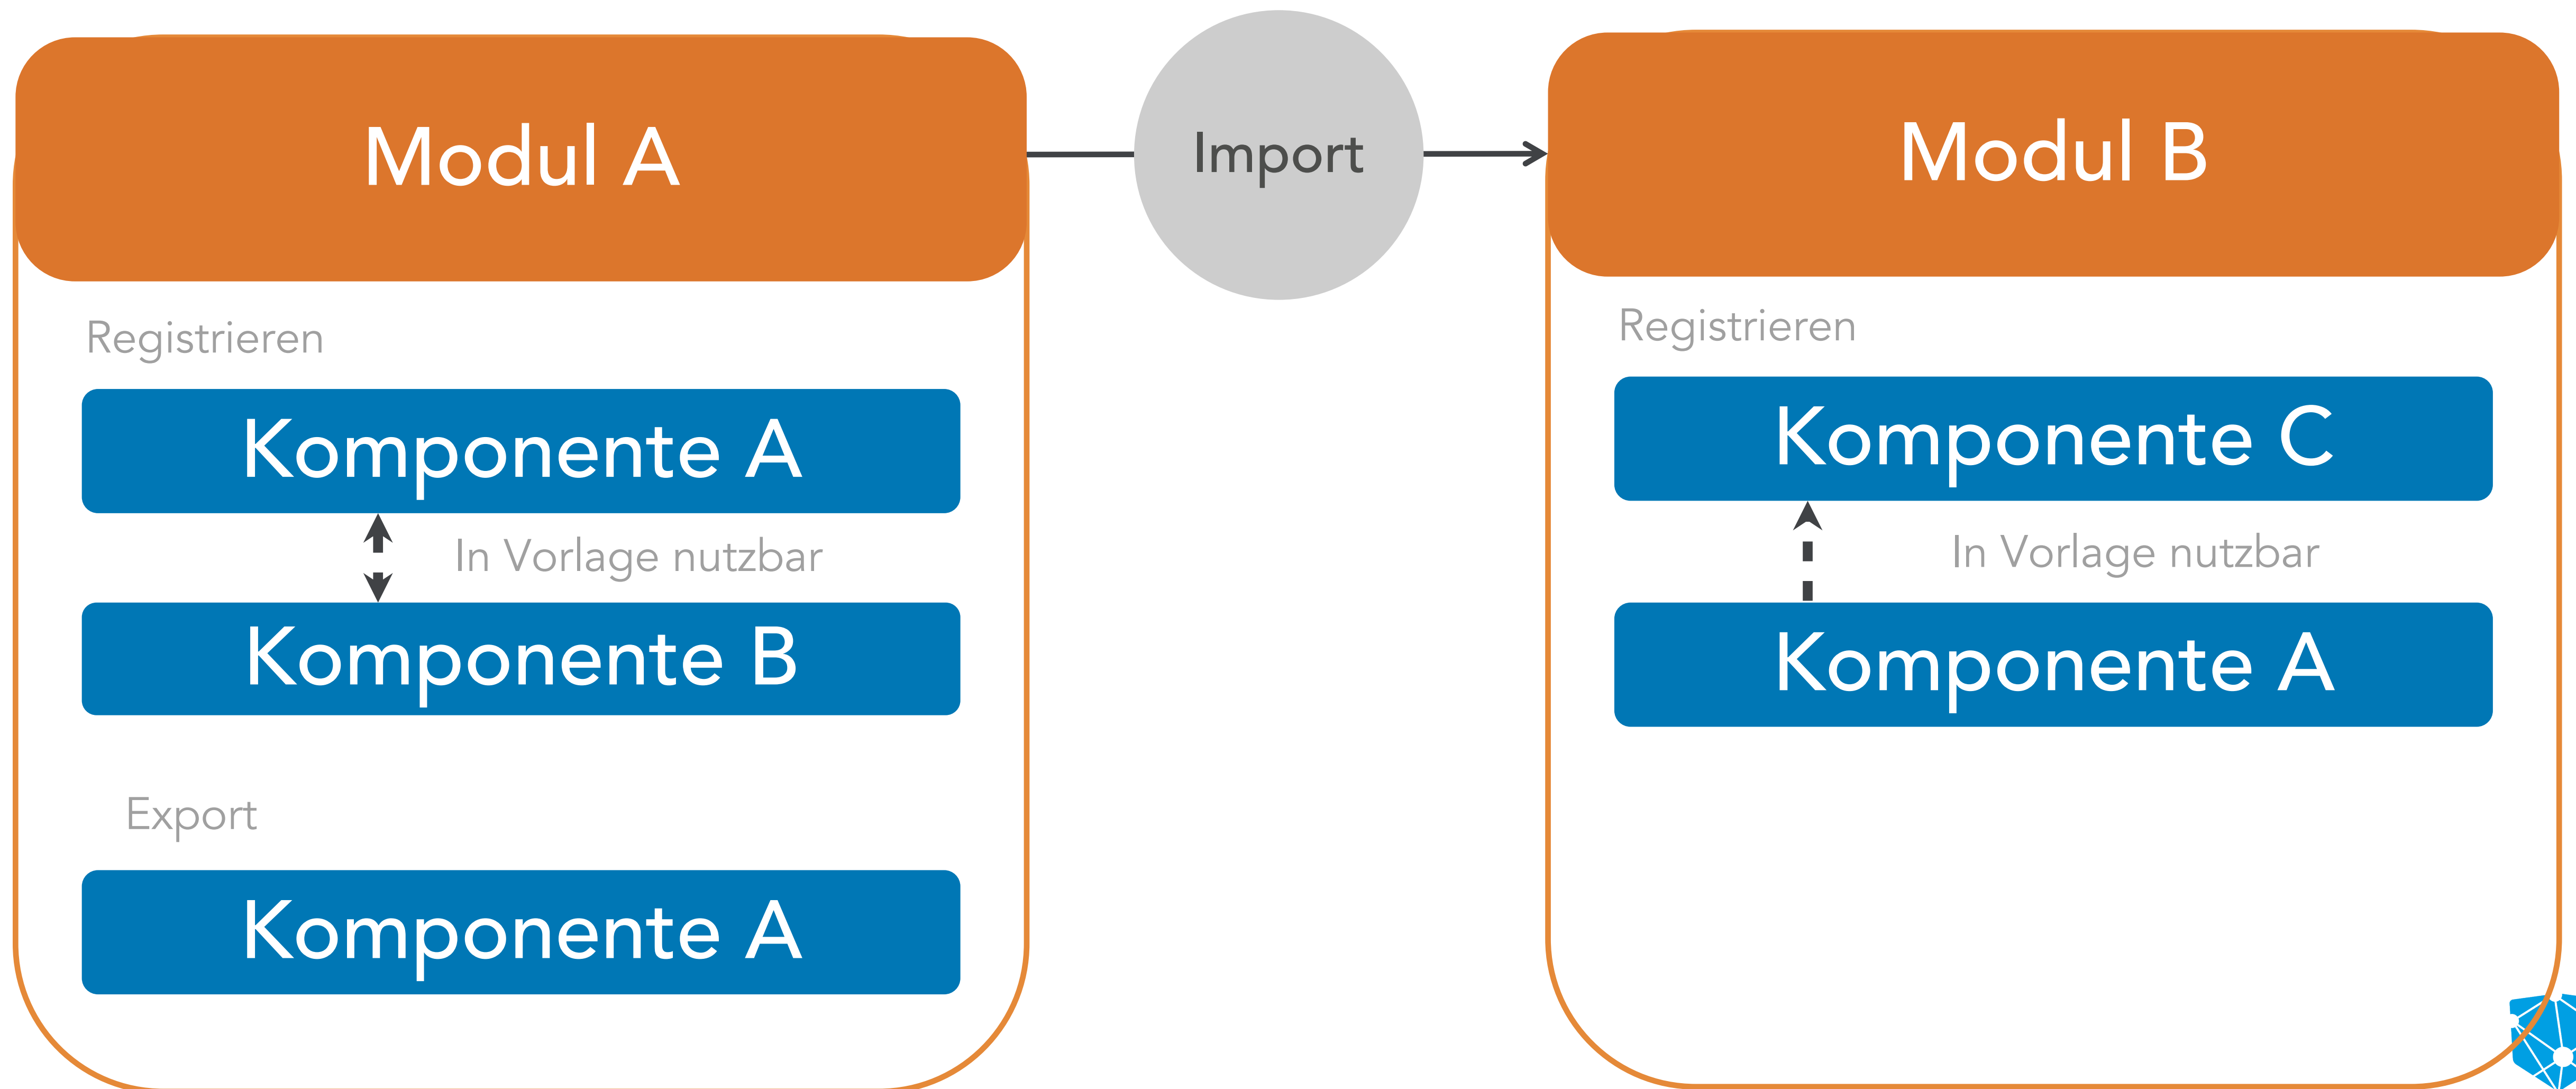 Modul A
Import
Modul B
Registrieren
Komponente A
In Vorlage nutzbar
Komponente B
Export
Komponente A
Registrieren
Komponente C
In Vorlage nutzbar
Komponente A